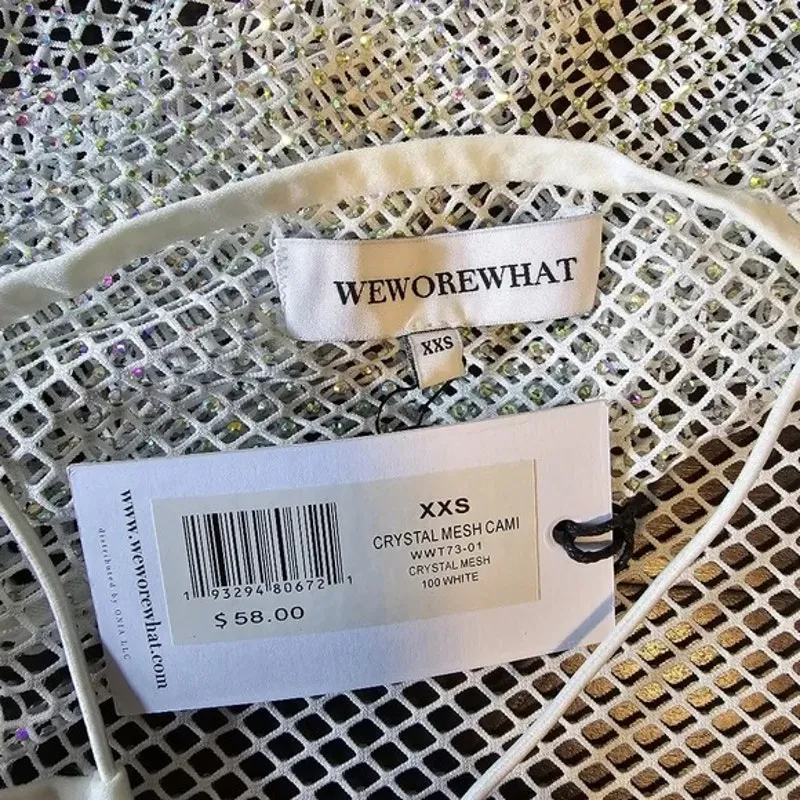 WEWOREWHAT
XXS
www.weworewhat.com
distributed by ONIA LLC
1 93294 80672 1
$58.00
XXS
CRYSTAL MESH CAMI
WWT73-01
CRYSTAL MESH
100 WHITE